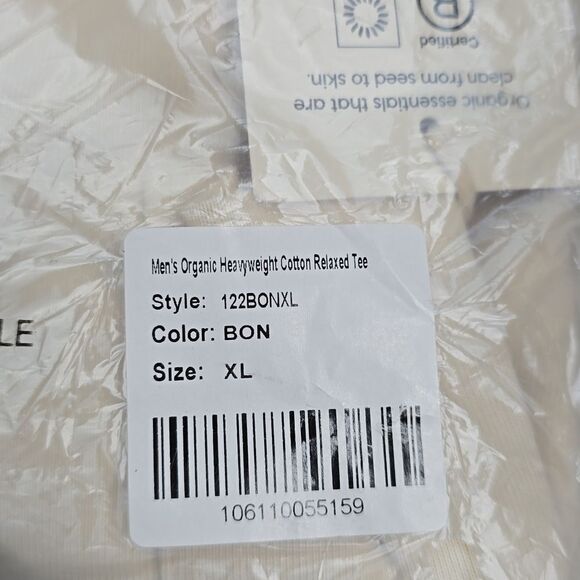 Certified
Organic essentials that are
clean from seed to skin.
LE
Men's Organic Heavyweight Cotton Relaxed Tee
Style: 122BONXL
Color: BON
Size: XL
106110055159